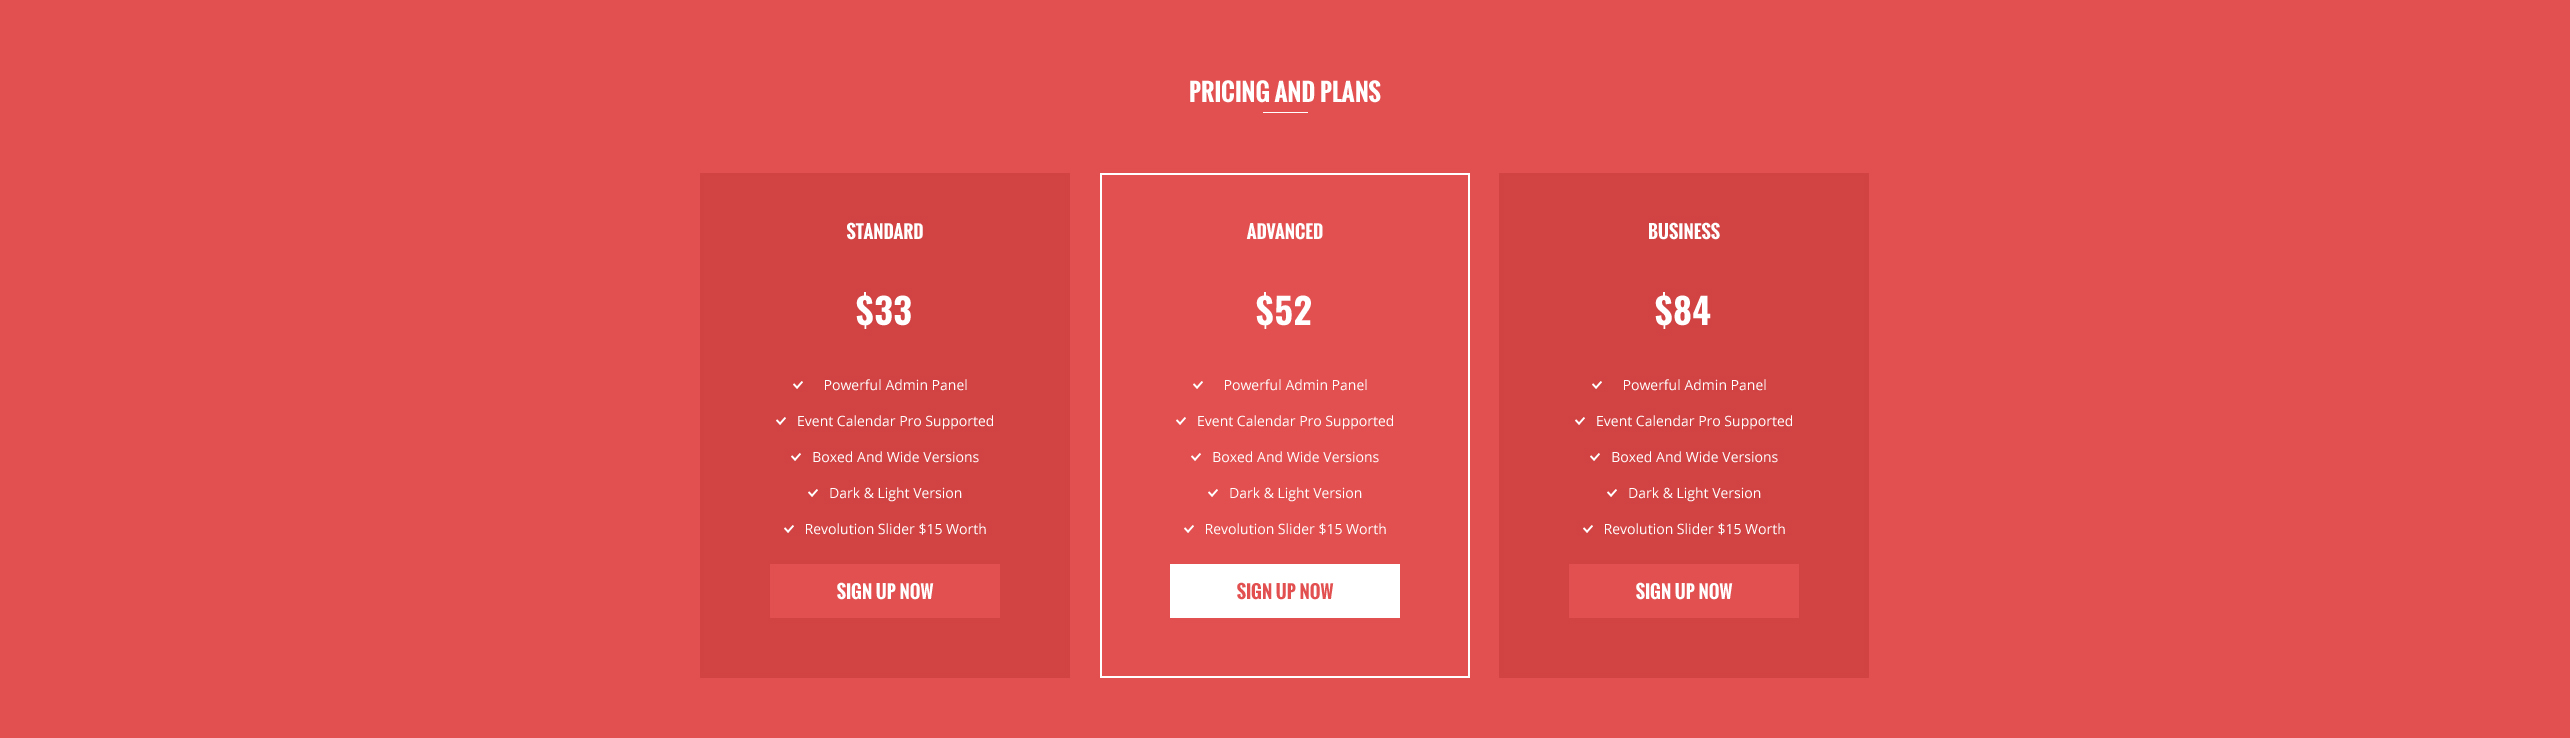 PRICING AND PLANS
STANDARD
$33
Powerful Admin Panel
Event Calendar Pro Supported
Boxed And Wide Versions
Dark & Light Version
Revolution Slider $15 Worth
SIGN UP NOW
ADVANCED
$52
Powerful Admin Panel
Event Calendar Pro Supported
Boxed And Wide Versions
Dark & Light Version
Revolution Slider $15 Worth
SIGN UP NOW
BUSINESS
$84
Powerful Admin Panel
Event Calendar Pro Supported
Boxed And Wide Versions
Dark & Light Version
Revolution Slider $15 Worth
SIGN UP NOW